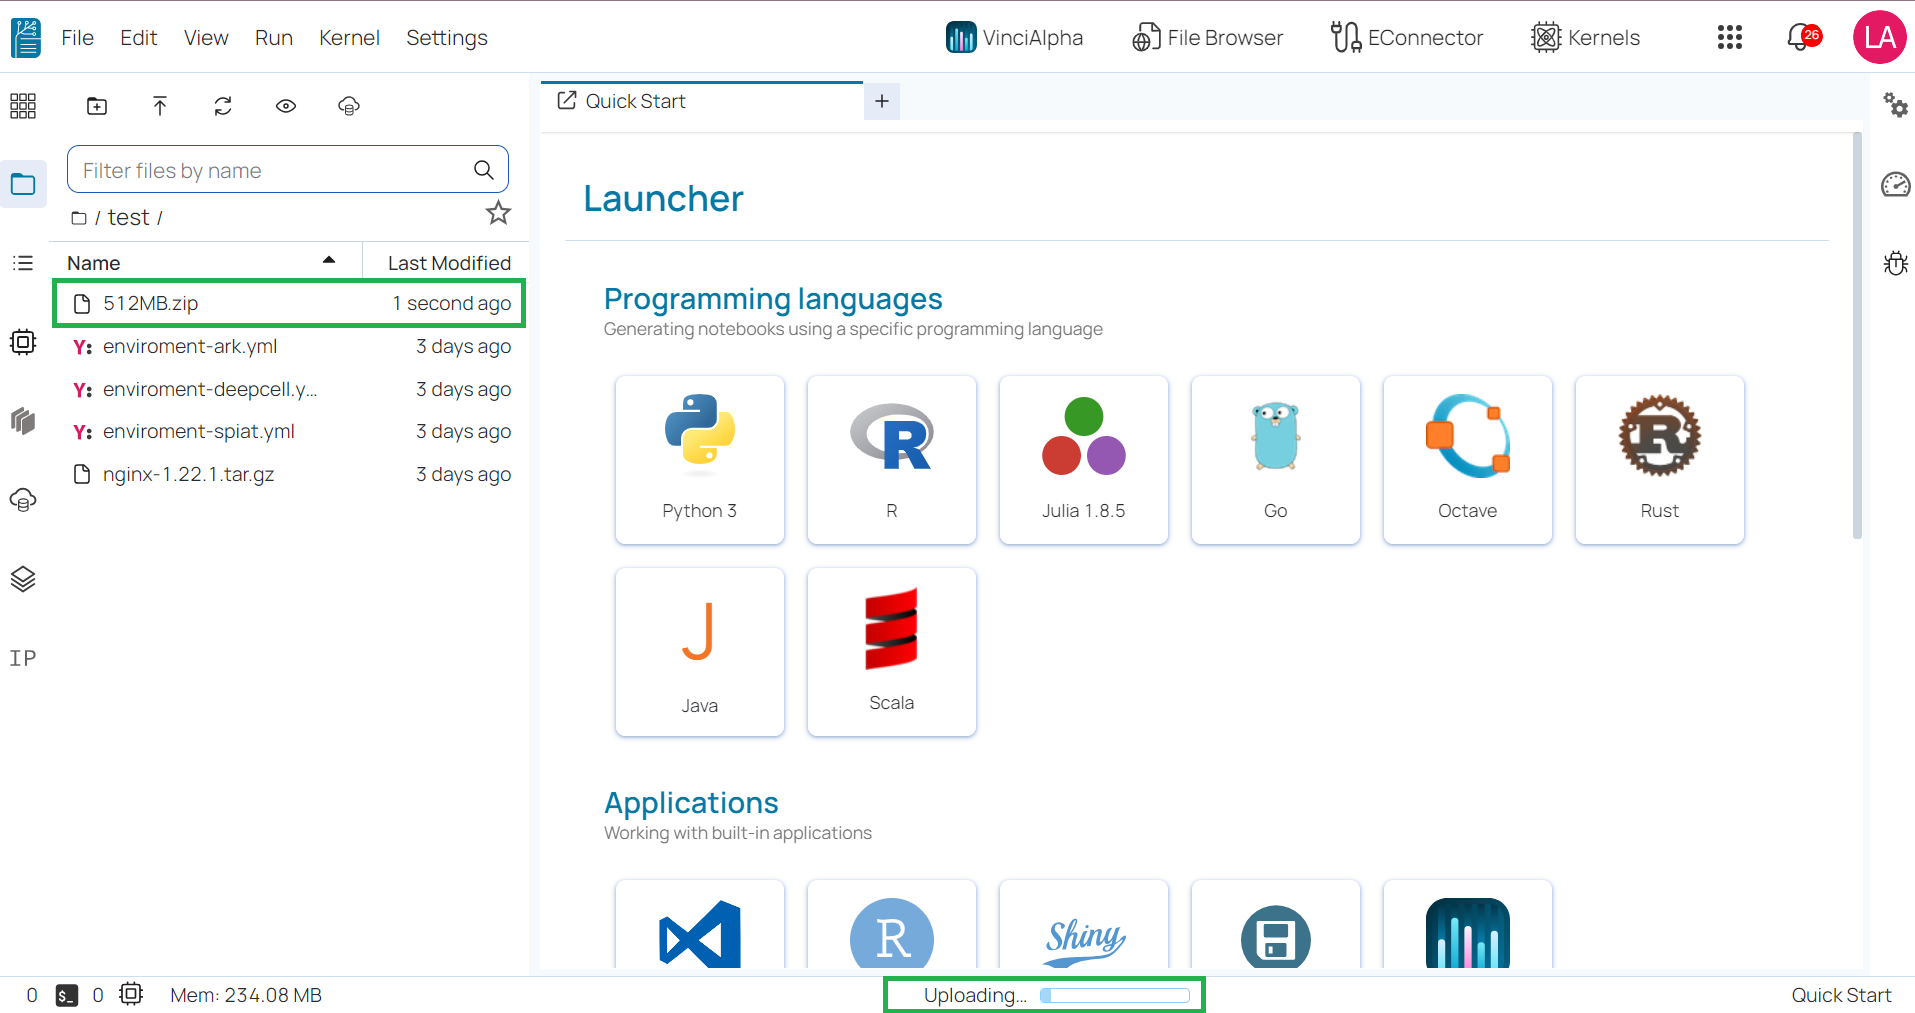 File Edit View Run Kernel Settings VinciAlpha File Browser EConnector Kernels 26 LA
Quick Start +
Filter files by name
/ test /
Name Last Modified
512MB.zip 1 second ago
Y: enviroment-ark.yml 3 days ago
Y: enviroment-deepcell.y... 3 days ago
Y: enviroment-spiat.yml 3 days ago
nginx-1.22.1.tar.gz 3 days ago
IP
Launcher
Programming languages
Generating notebooks using a specific programming language
R R
Python 3 R Julia 1.8.5 Go Octave Rust
J
Java Scala
Applications
Working with built-in applications
R Shiny
0 $_ 0 Mem: 234.08 MB Uploading... Quick Start